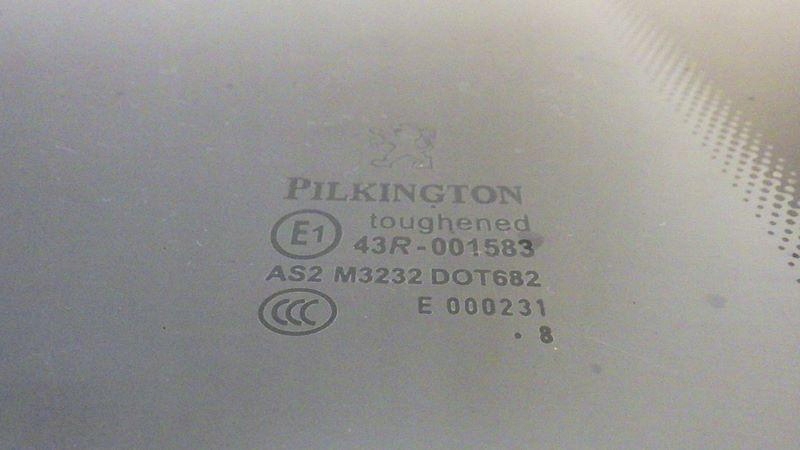 PILKINGTON
toughened
E1 43R-001583
AS2 M3232 DOT682
CCC E 000231
. 8